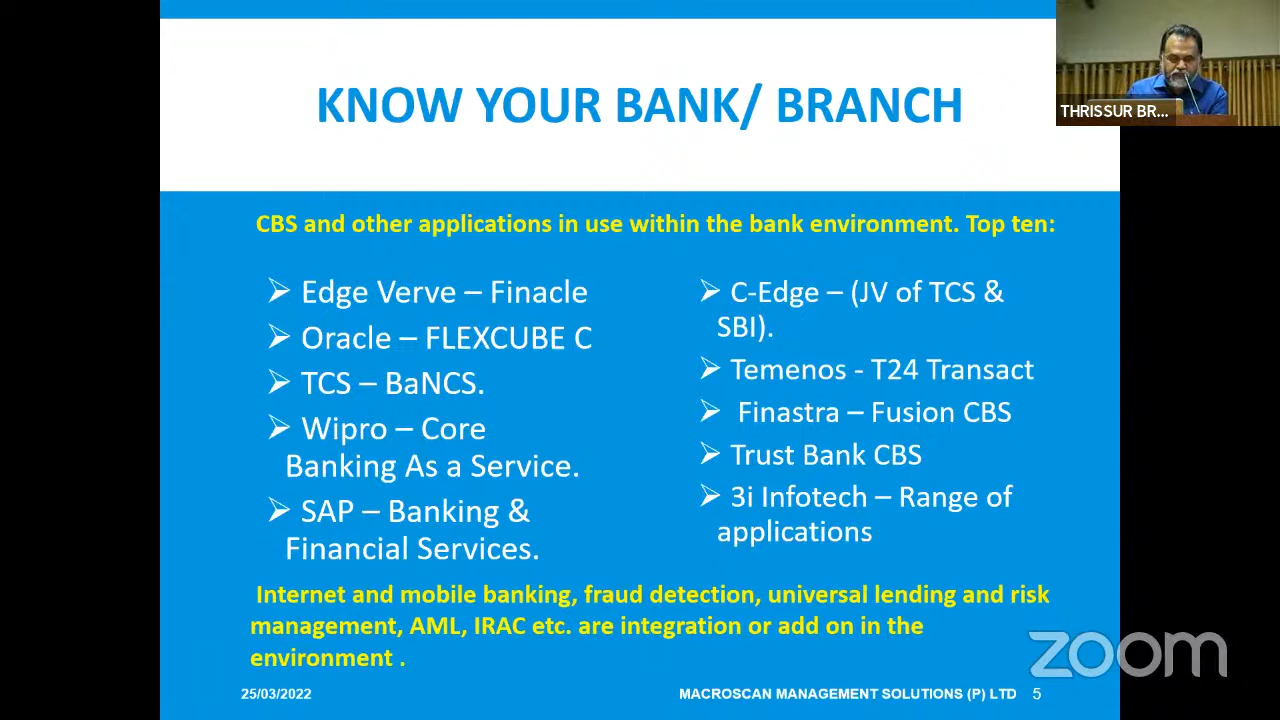 KNOW YOUR BANK/ BRANCH
THRISSUR BR...
CBS and other applications in use within the bank environment. Top ten:
➢ Edge Verve – Finacle
➢ Oracle – FLEXCUBE C
➢ TCS – BaNCS.
➢ Wipro – Core
Banking As a Service.
➢ SAP – Banking &
Financial Services.
➢ C-Edge – (JV of TCS &
SBI).
➢ Temenos - T24 Transact
➢ Finastra – Fusion CBS
➢ Trust Bank CBS
➢ 3i Infotech – Range of
applications
Internet and mobile banking, fraud detection, universal lending and risk
management, AML, IRAC etc. are integration or add on in the
environment .
25/03/2022
MACROSCAN MANAGEMENT SOLUTIONS (P) LTD 5
zoom